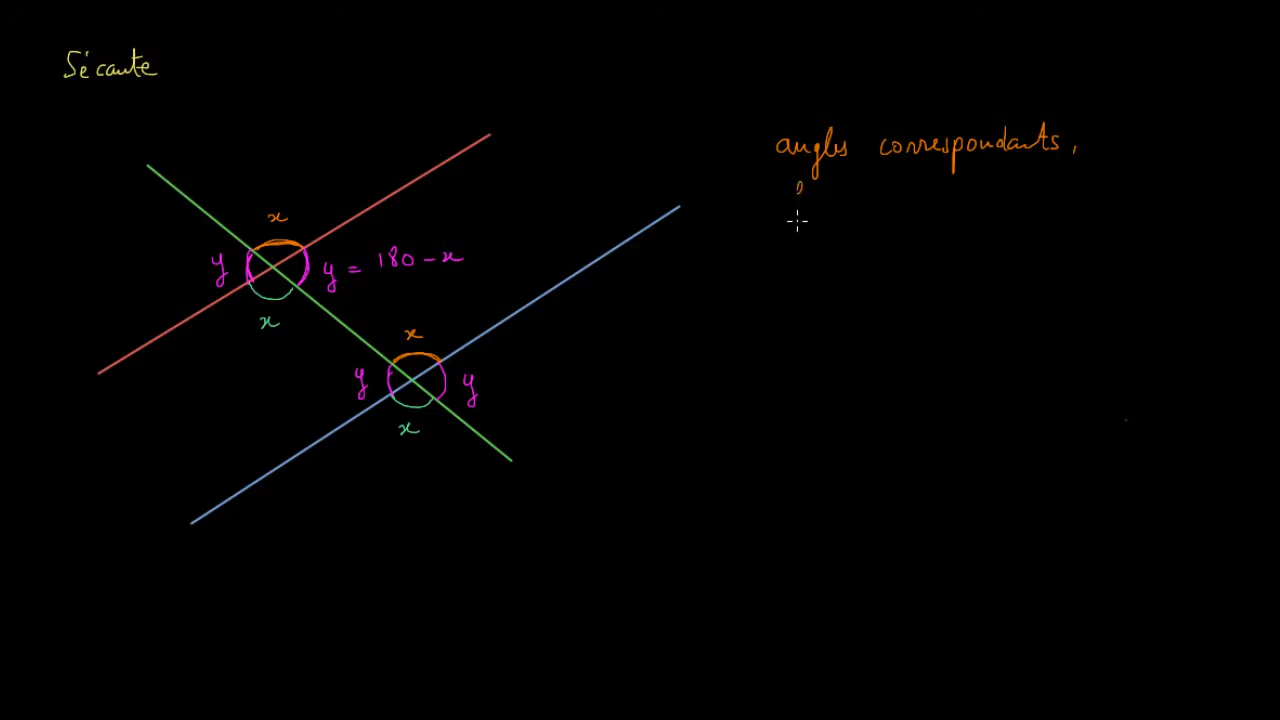 Sécante
angles correspondants,
x
y
y = 180 - x
x
x
y
y
x